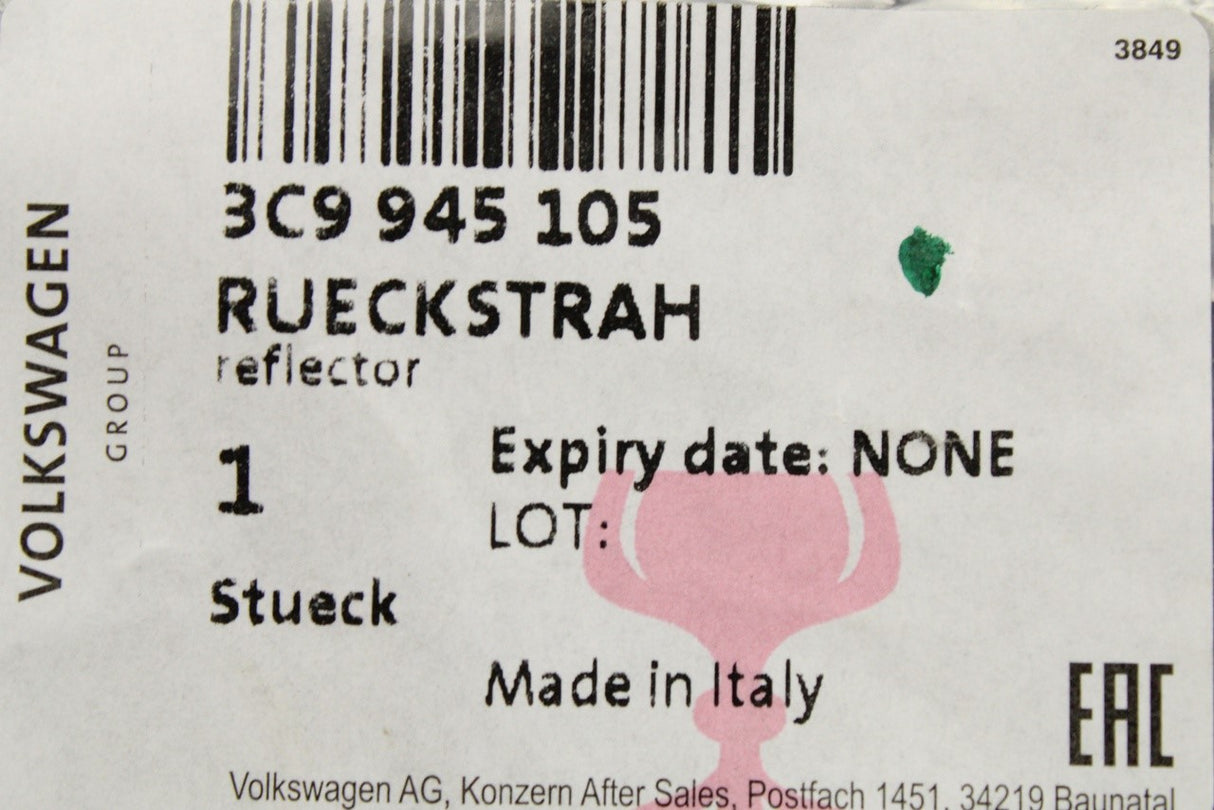 3849
3C9 945 105
RUECKSTRAH
reflector
VOLKSWAGEN
GROUP
1
Expiry date: NONE
LOT:
Stueck
Made in Italy
EAC
Volkswagen AG, Konzern After Sales, Postfach 1451, 34219 Baunatal